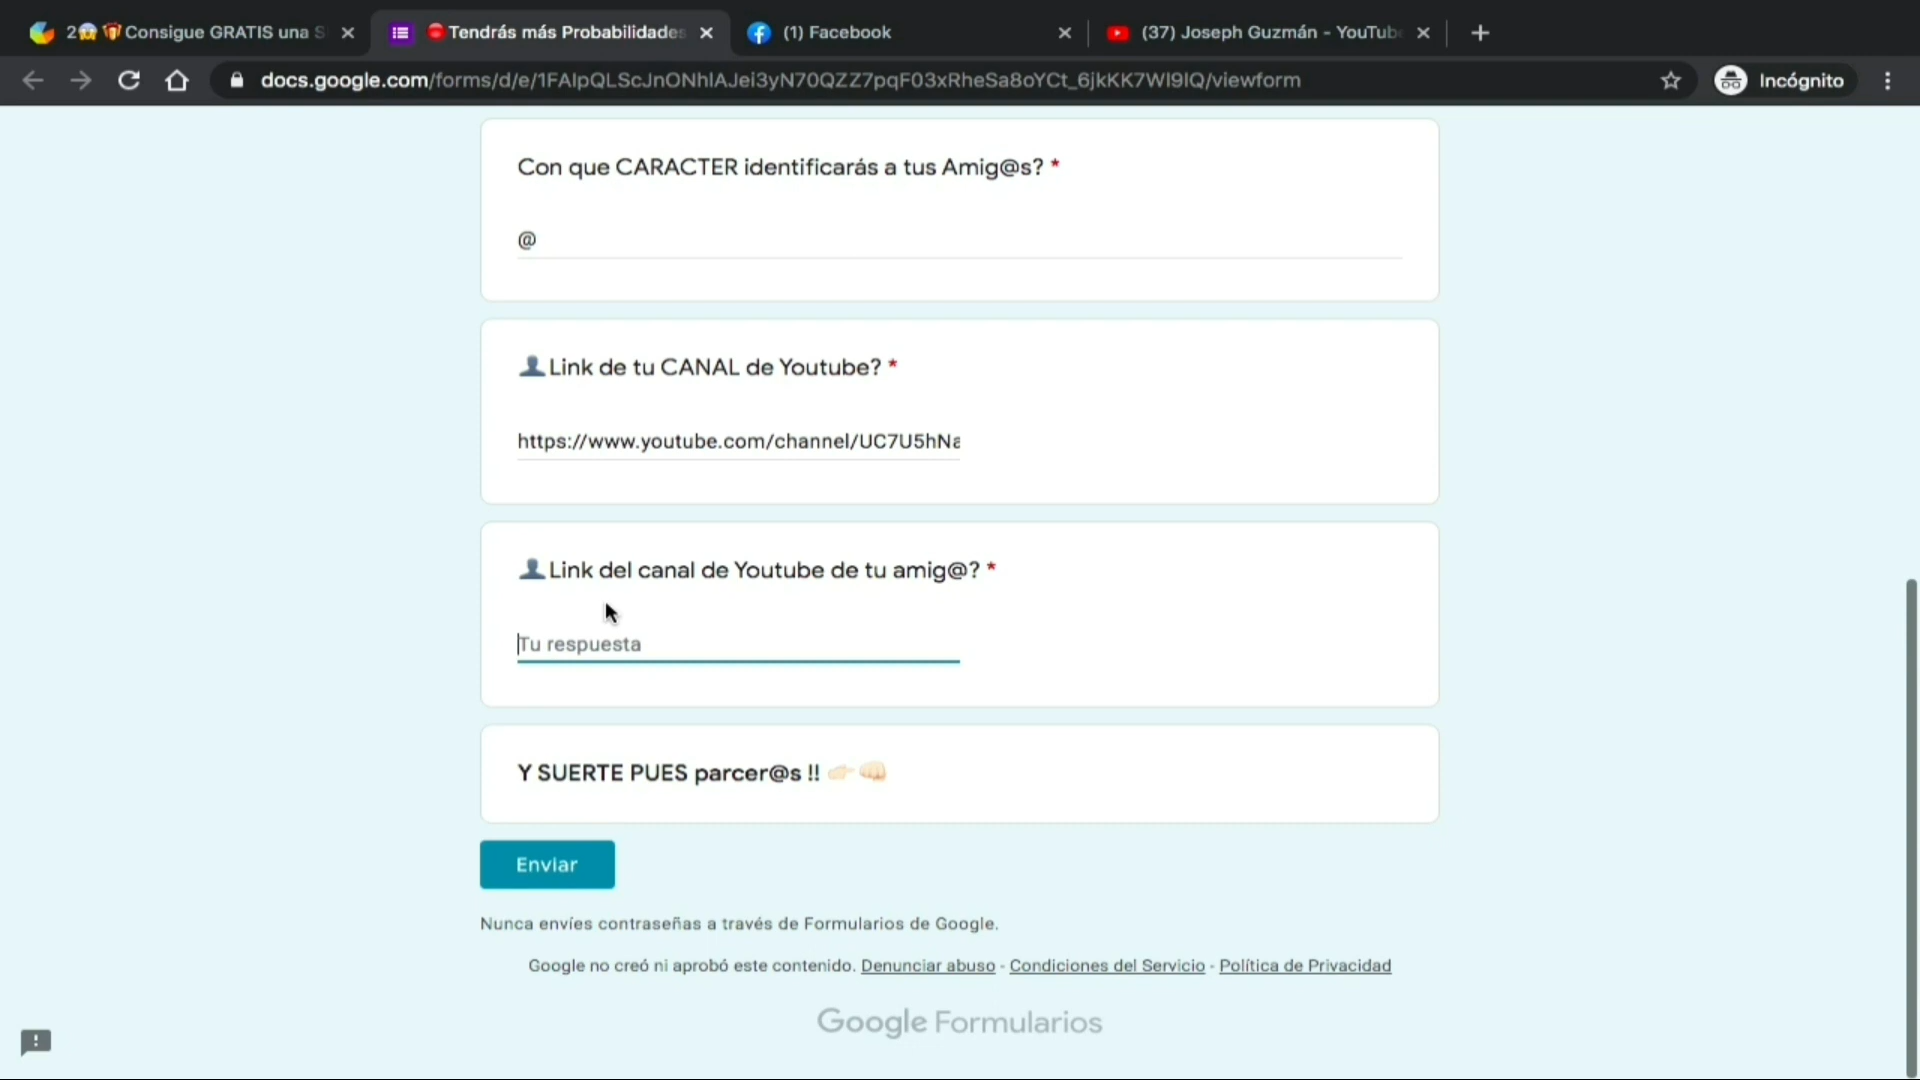 2😱🎁Consigue GRATIS una S
🔴Tendrás más Probabilidades
(1) Facebook
(37) Joseph Guzmán - YouTube
docs.google.com/forms/d/e/1FAIpQLScJnONhlAJei3yN70QZZ7pqF03xRheSa8oYCt_6jkKK7Wl9lQ/viewform
Incógnito
Con que CARACTER identificarás a tus Amig@s? *
@
👤Link de tu CANAL de Youtube? *
https://www.youtube.com/channel/UC7U5hNa
👤Link del canal de Youtube de tu amig@? *
Tu respuesta
Y SUERTE PUES parcer@s !! 👉🏻👊🏻
Enviar
Nunca envíes contraseñas a través de Formularios de Google.
Google no creó ni aprobó este contenido. Denunciar abuso - Condiciones del Servicio - Política de Privacidad
Google Formularios